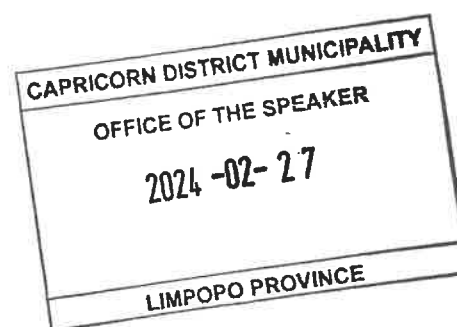 CAPRICORN DISTRICT MUNICIPALITY
OFFICE OF THE SPEAKER
2024 -02- 27
LIMPOPO PROVINCE